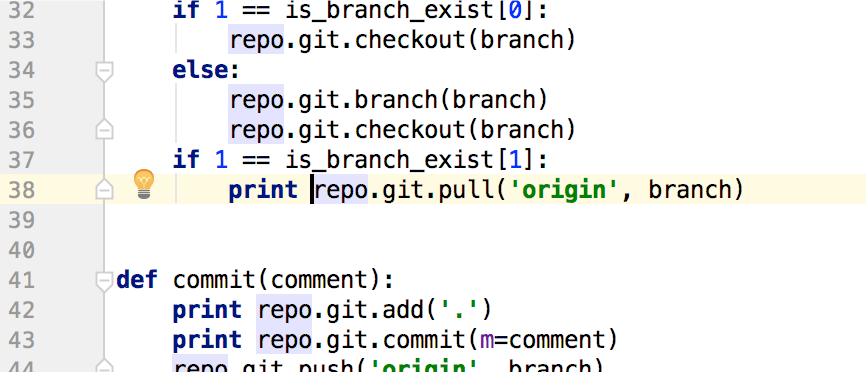 32 if 1 == is_branch_exist[0]:
33 repo.git.checkout(branch)
34 else:
35 repo.git.branch(branch)
36 repo.git.checkout(branch)
37 if 1 == is_branch_exist[1]:
38 print repo.git.pull('origin', branch)
39
40
41 def commit(comment):
42 print repo.git.add('.')
43 print repo.git.commit(m=comment)
44 repo.git.push('origin', branch)